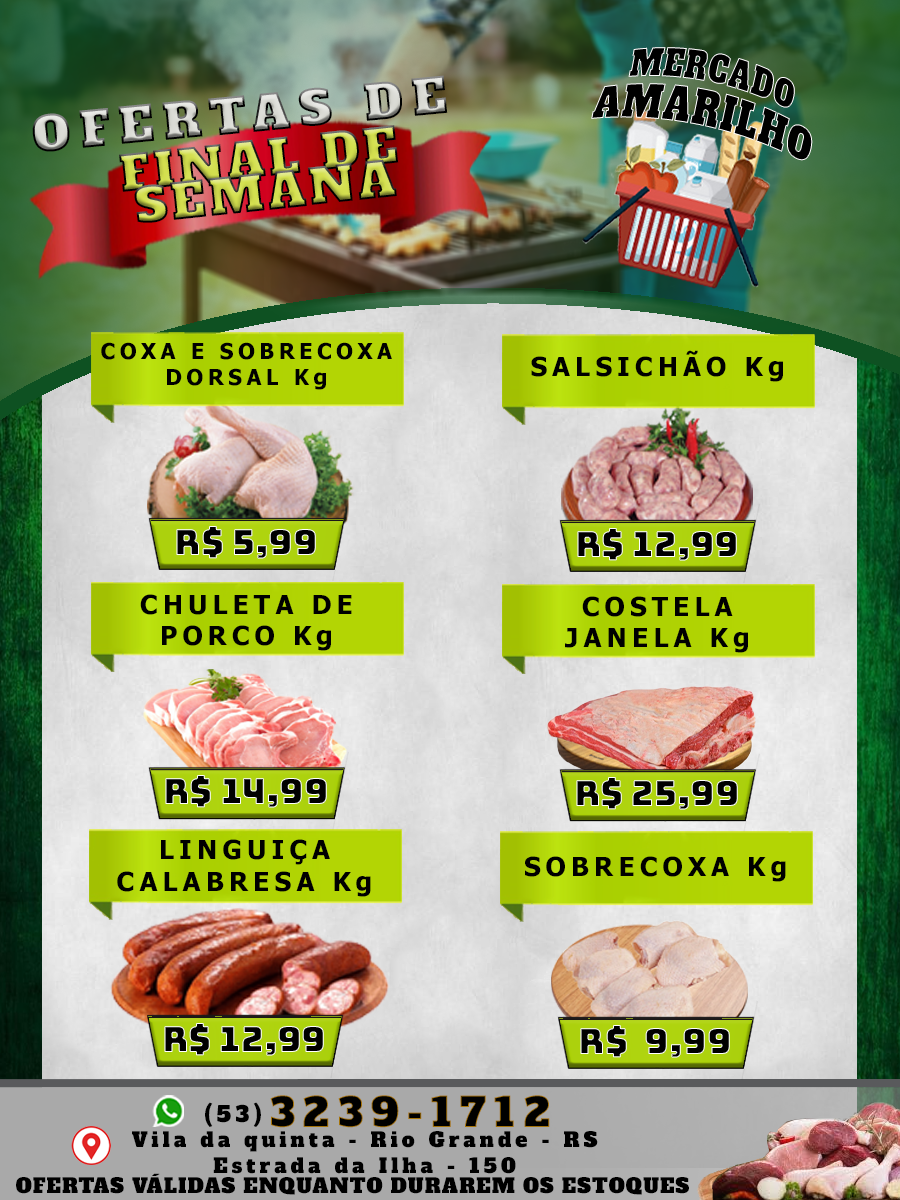 OFERTAS DE
FINAL DE
SEMANA
MERCADO
AMARILHO
COXA E SOBRECOXA
DORSAL Kg
R$ 5,99
SALSICHÃO Kg
R$ 12,99
CHULETA DE
PORCO Kg
R$ 14,99
COSTELA
JANELA Kg
R$ 25,99
LINGUIÇA
CALABRESA Kg
R$ 12,99
SOBRECOXA Kg
R$ 9,99
(53) 3239-1712
Vila da quinta - Rio Grande - RS
Estrada da Ilha - 150
OFERTAS VÁLIDAS ENQUANTO DURAREM OS ESTOQUES